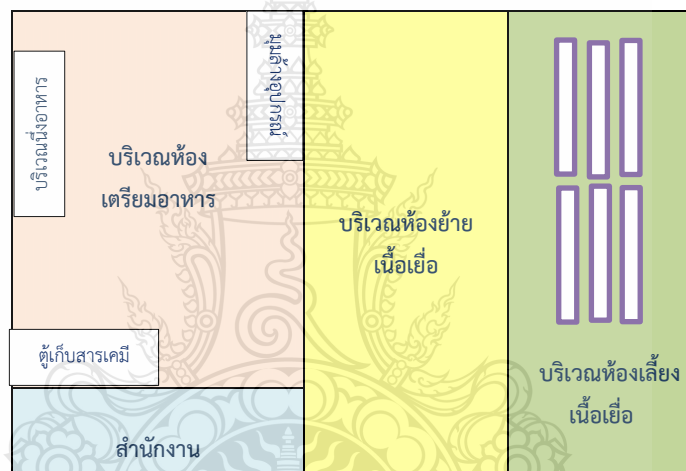 บริเวณนึ่งอาหาร
มุมล้างอุปกรณ์
บริเวณห้อง
เตรียมอาหาร
ตู้เก็บสารเคมี
สำนักงาน
บริเวณห้องย้าย
เนื้อเยื่อ
บริเวณห้องเลี้ยง
เนื้อเยื่อ